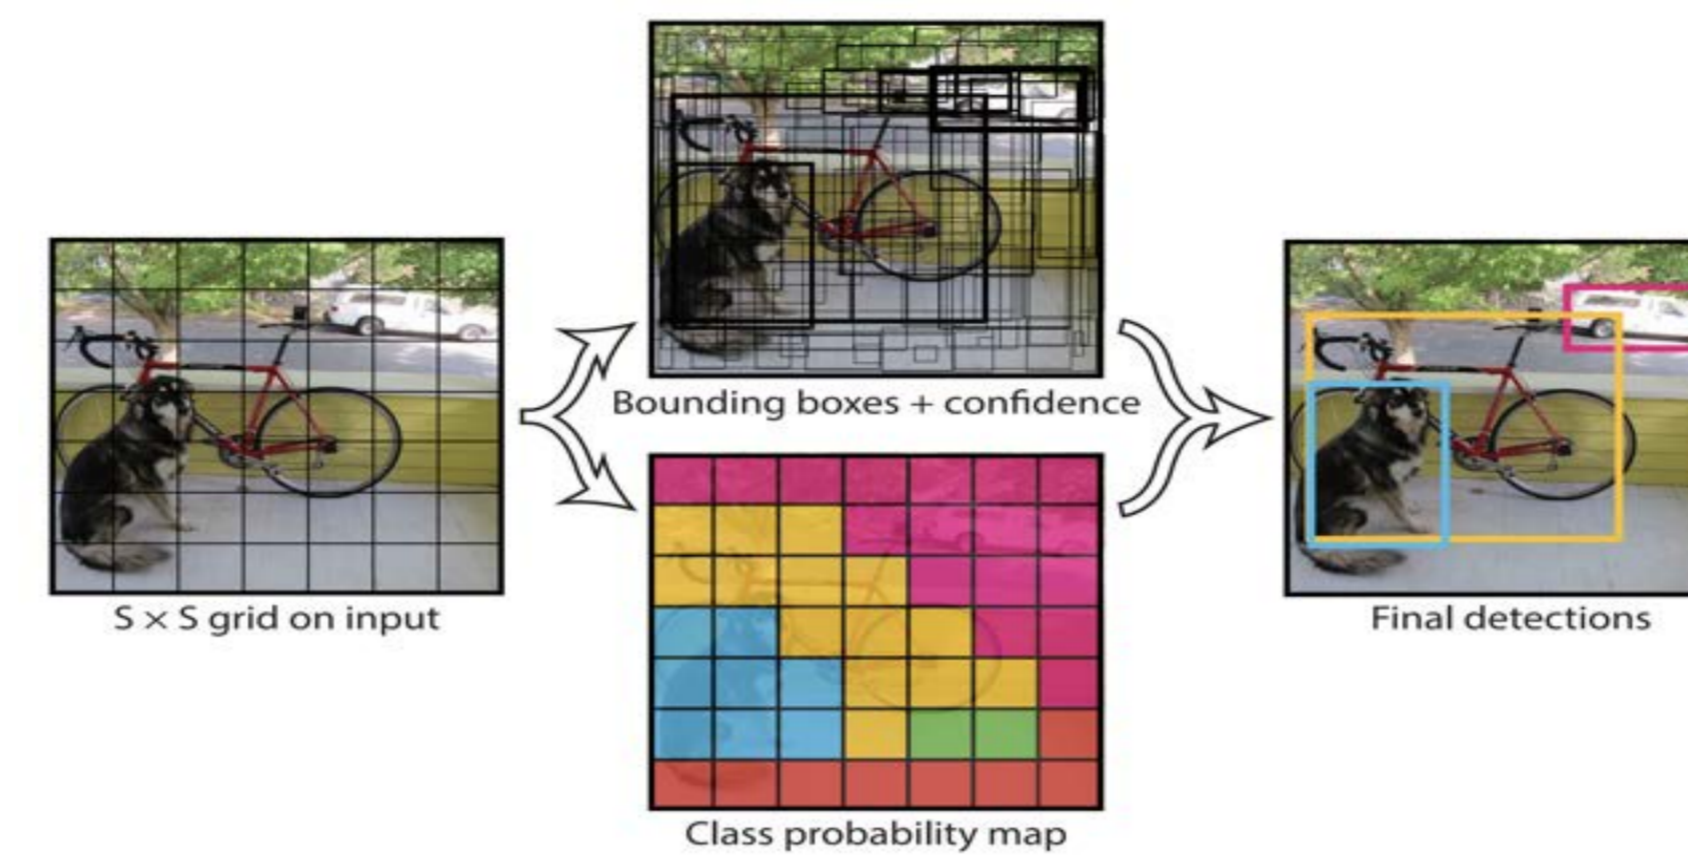 Bounding boxes + confidence
S × S grid on input
Final detections
Class probability map